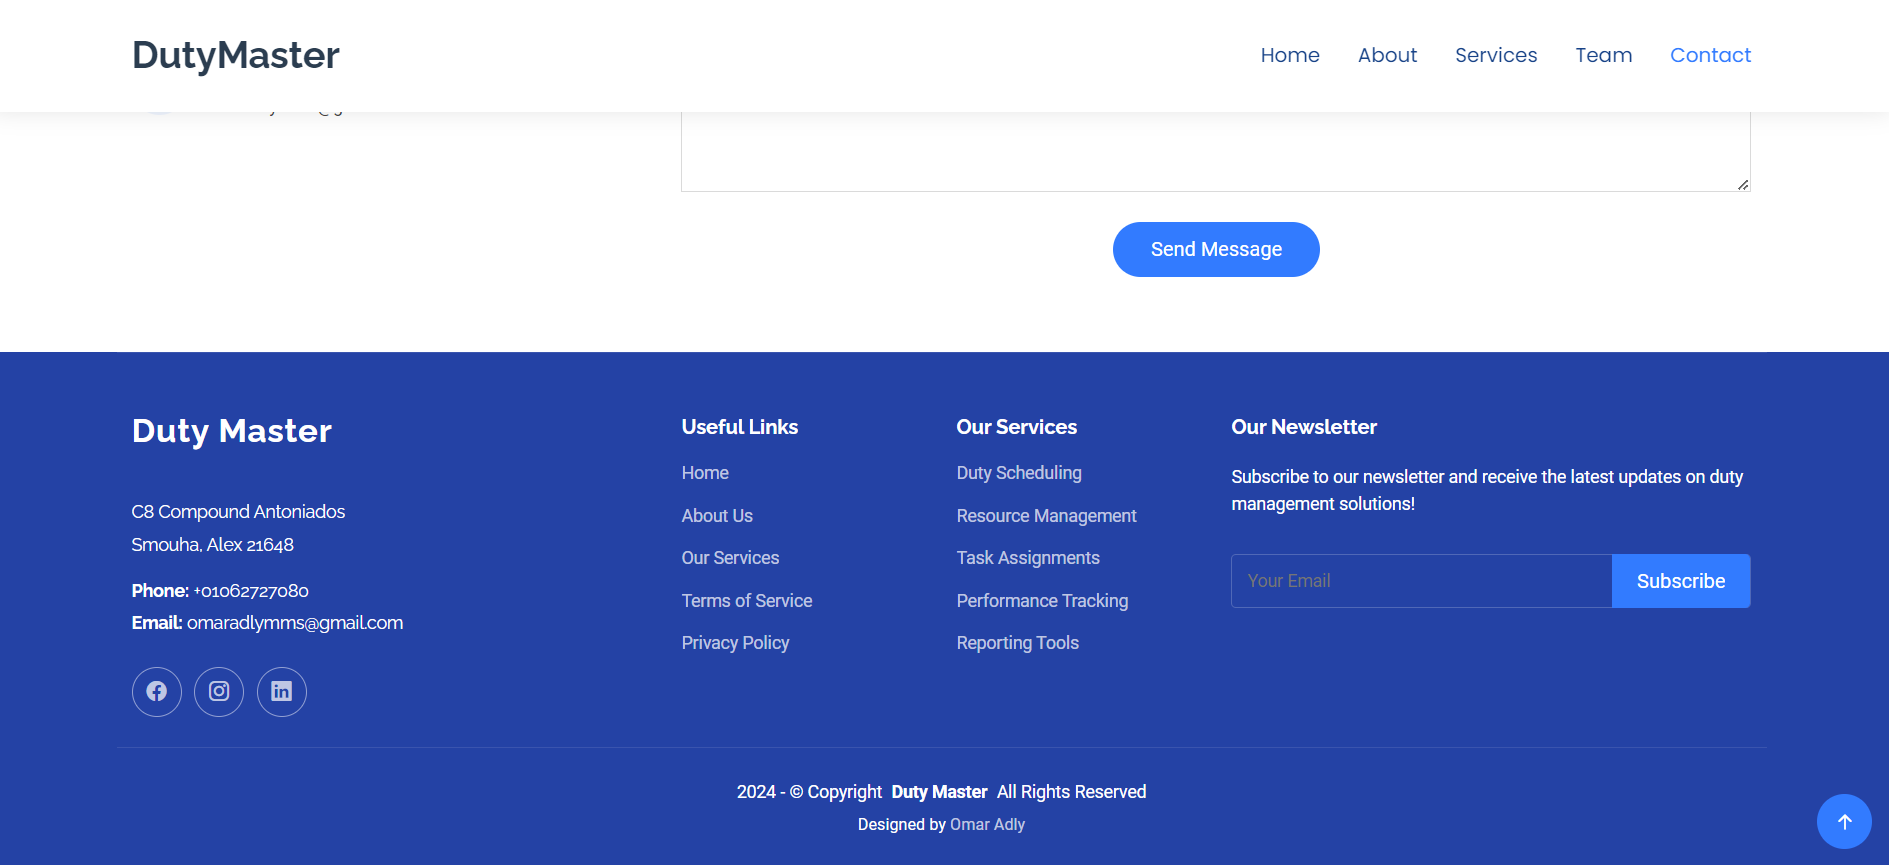 DutyMaster
Home About Services Team Contact
Send Message
Duty Master
C8 Compound Antoniados
Smouha, Alex 21648
Phone: +01062727080
Email: omaradlymms@gmail.com
Useful Links
Home
About Us
Our Services
Terms of Service
Privacy Policy
Our Services
Duty Scheduling
Resource Management
Task Assignments
Performance Tracking
Reporting Tools
Our Newsletter
Subscribe to our newsletter and receive the latest updates on duty
management solutions!
Your Email
Subscribe
2024 - © Copyright Duty Master All Rights Reserved
Designed by Omar Adly